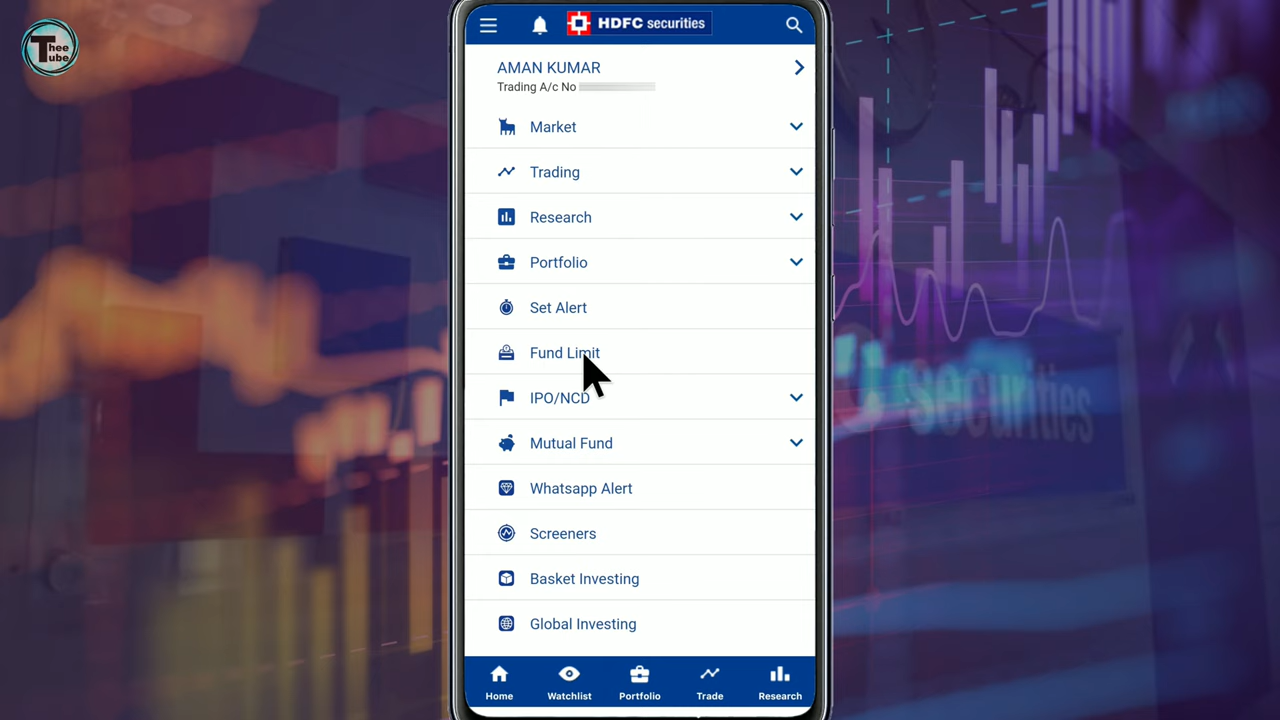 Thee
Tube
HDFC securities
AMAN KUMAR
Trading A/c No
Market
Trading
Research
Portfolio
Set Alert
Fund Limit
IPO/NCD
Mutual Fund
Whatsapp Alert
Screeners
Basket Investing
Global Investing
Home
Watchlist
Portfolio
Trade
Research
securities